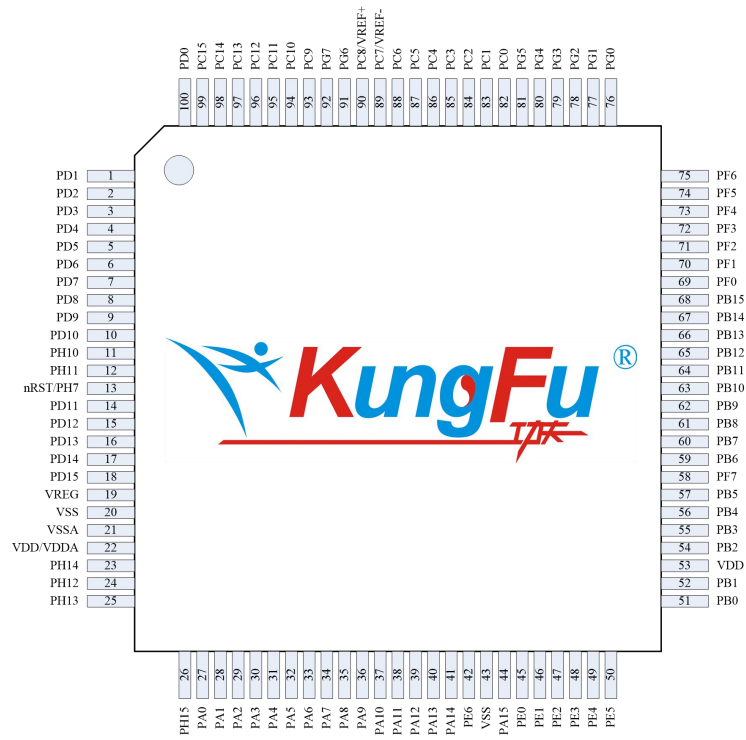 PD0 PC15 PC14 PC13 PC12 PC11 PC10 PC9 PG7 PG6 PC8/VREF+ PC7/VREF- PC6 PC5 PC4 PC3 PC2 PC1 PC0 PG5 PG4 PG3 PG2 PG1 PG0
100 99 98 97 96 95 94 93 92 91 90 89 88 87 86 85 84 83 82 81 80 79 78 77 76
PD1 1 75 PF6
PD2 2 74 PF5
PD3 3 73 PF4
PD4 4 72 PF3
PD5 5 71 PF2
PD6 6 70 PF1
PD7 7 69 PF0
PD8 8 68 PB15
PD9 9 67 PB14
PD10 10 66 PB13
PH10 11 65 PB12
PH11 12 64 PB11
nRST/PH7 13 63 PB10
PD11 14 62 PB9
PD12 15 61 PB8
PD13 16 60 PB7
PD14 17 59 PB6
PD15 18 58 PF7
VREG 19 57 PB5
VSS 20 56 PB4
VSSA 21 55 PB3
VDD/VDDA 22 54 PB2
PH14 23 53 VDD
PH12 24 52 PB1
PH13 25 51 PB0
KungFu ®
功夫
26 27 28 29 30 31 32 33 34 35 36 37 38 39 40 41 42 43 44 45 46 47 48 49 50
PH15 PA0 PA1 PA2 PA3 PA4 PA5 PA6 PA7 PA8 PA9 PA10 PA11 PA12 PA13 PA14 PE6 VSS PA15 PE0 PE1 PE2 PE3 PE4 PE5